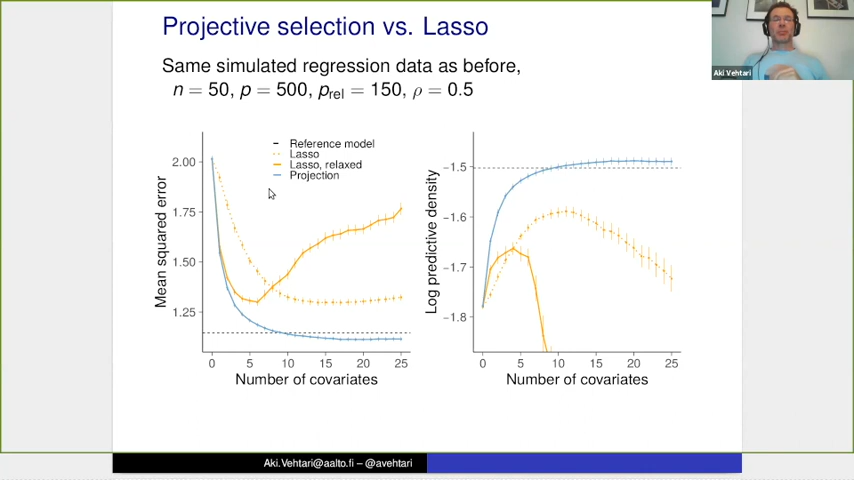 Projective selection vs. Lasso
Same simulated regression data as before,
n = 50, p = 500, prel = 150, ρ = 0.5
Aki Vehtari
Reference model
Lasso
Lasso, relaxed
Projection
Mean squared error
2.00
1.75
1.50
1.25
0 5 10 15 20 25
Number of covariates
Log predictive density
−1.5
−1.6
−1.7
−1.8
0 5 10 15 20 25
Number of covariates
Aki.Vehtari@aalto.fi – @avehtari